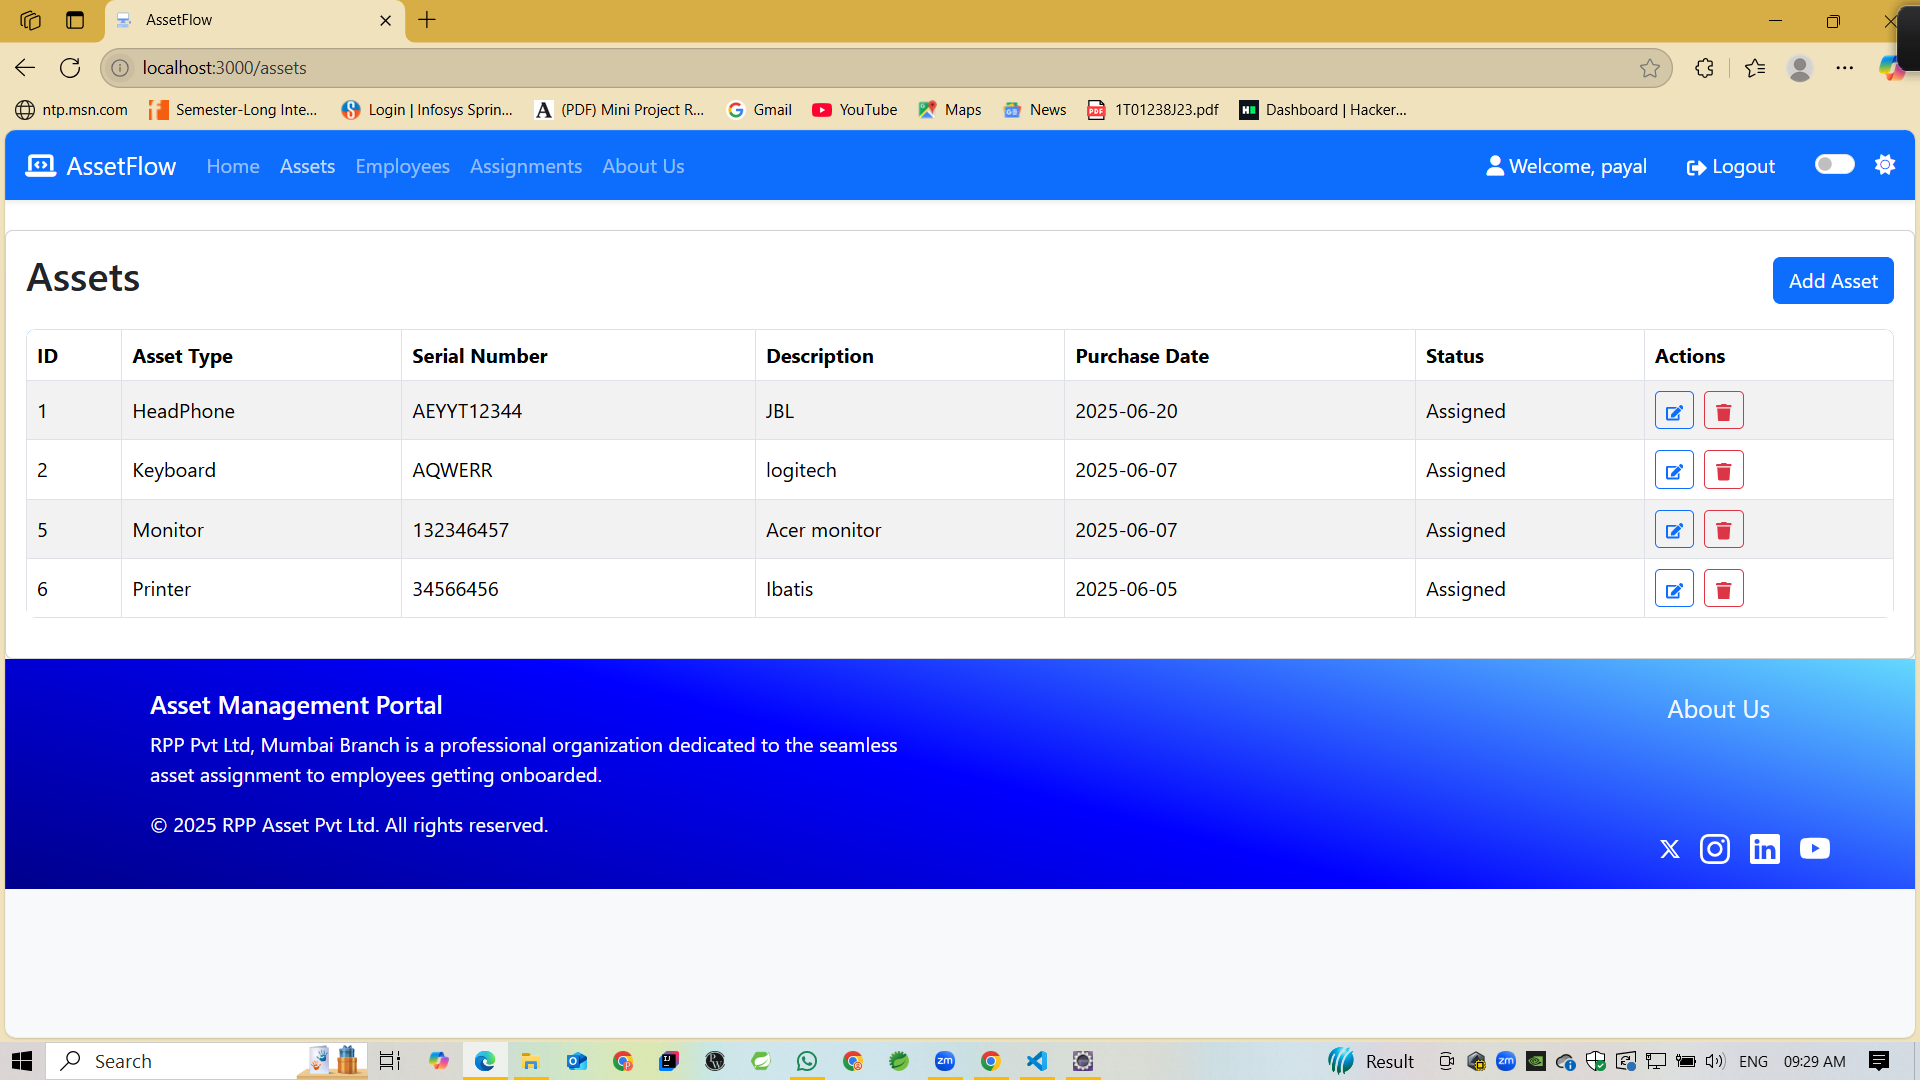 AssetFlow
localhost:3000/assets
ntp.msn.com
Semester-Long Inte...
Login | Infosys Sprin...
(PDF) Mini Project R...
Gmail
YouTube
Maps
News
1T01238J23.pdf
Dashboard | Hacker...
AssetFlow Home Assets Employees Assignments About Us Welcome, payal Logout
Assets
Add Asset
ID Asset Type Serial Number Description Purchase Date Status Actions
1 HeadPhone AEYYT12344 JBL 2025-06-20 Assigned
2 Keyboard AQWERR logitech 2025-06-07 Assigned
5 Monitor 132346457 Acer monitor 2025-06-07 Assigned
6 Printer 34566456 Ibatis 2025-06-05 Assigned
Asset Management Portal
About Us
RPP Pvt Ltd, Mumbai Branch is a professional organization dedicated to the seamless
asset assignment to employees getting onboarded.
© 2025 RPP Asset Pvt Ltd. All rights reserved.
Search
Result
ENG
09:29 AM